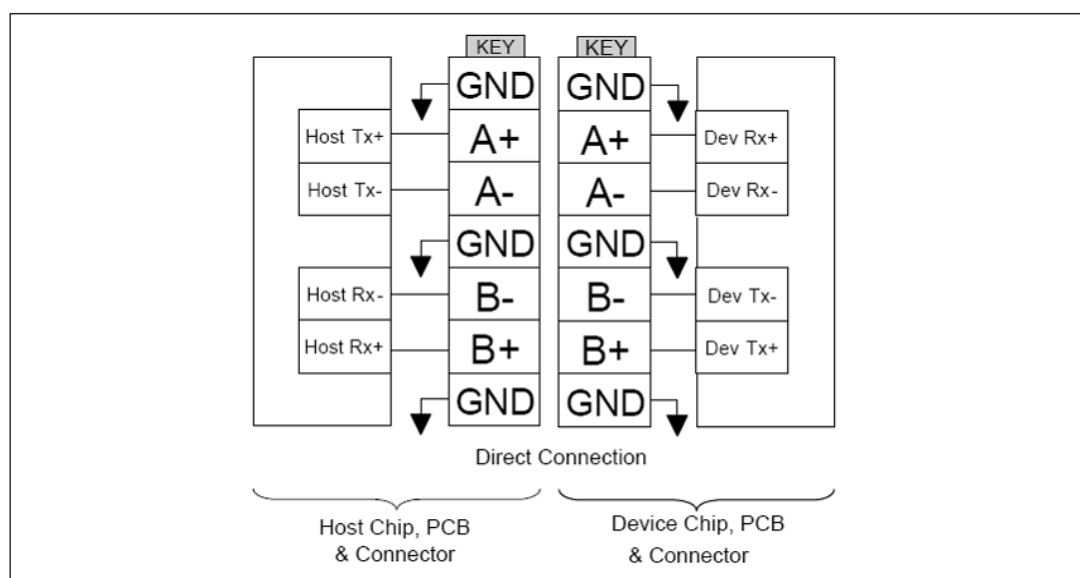 KEY KEY
GND GND
Host Tx+ A+ A+ Dev Rx+
Host Tx- A- A- Dev Rx-
GND GND
Host Rx- B- B- Dev Tx-
Host Rx+ B+ B+ Dev Tx+
GND GND
Direct Connection
Host Chip, PCB Device Chip, PCB
& Connector & Connector